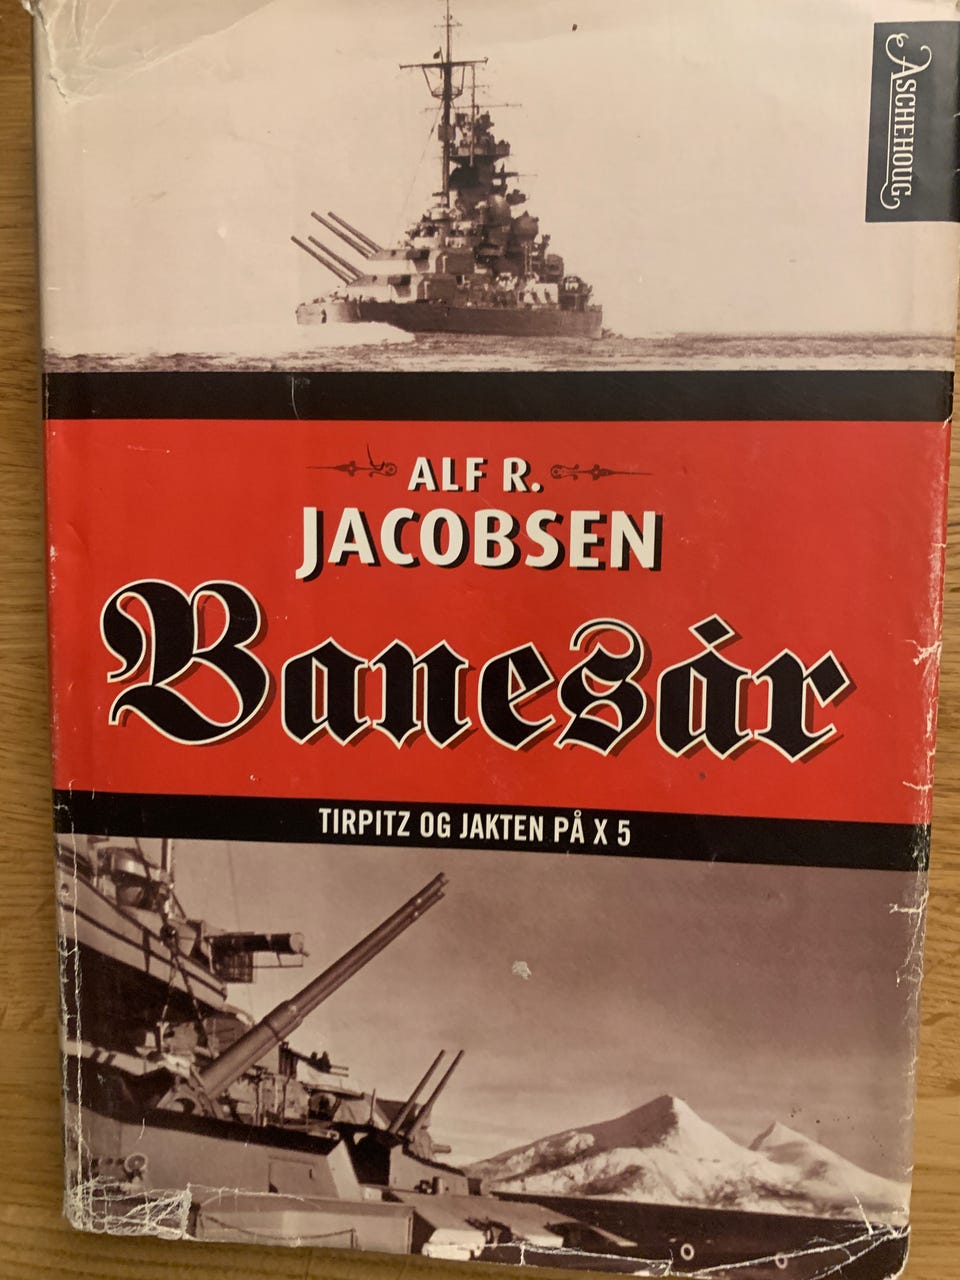 ASCHEHOUG
ALF R.
JACOBSEN
Banesår
TIRPITZ OG JAKTEN PÅ X 5